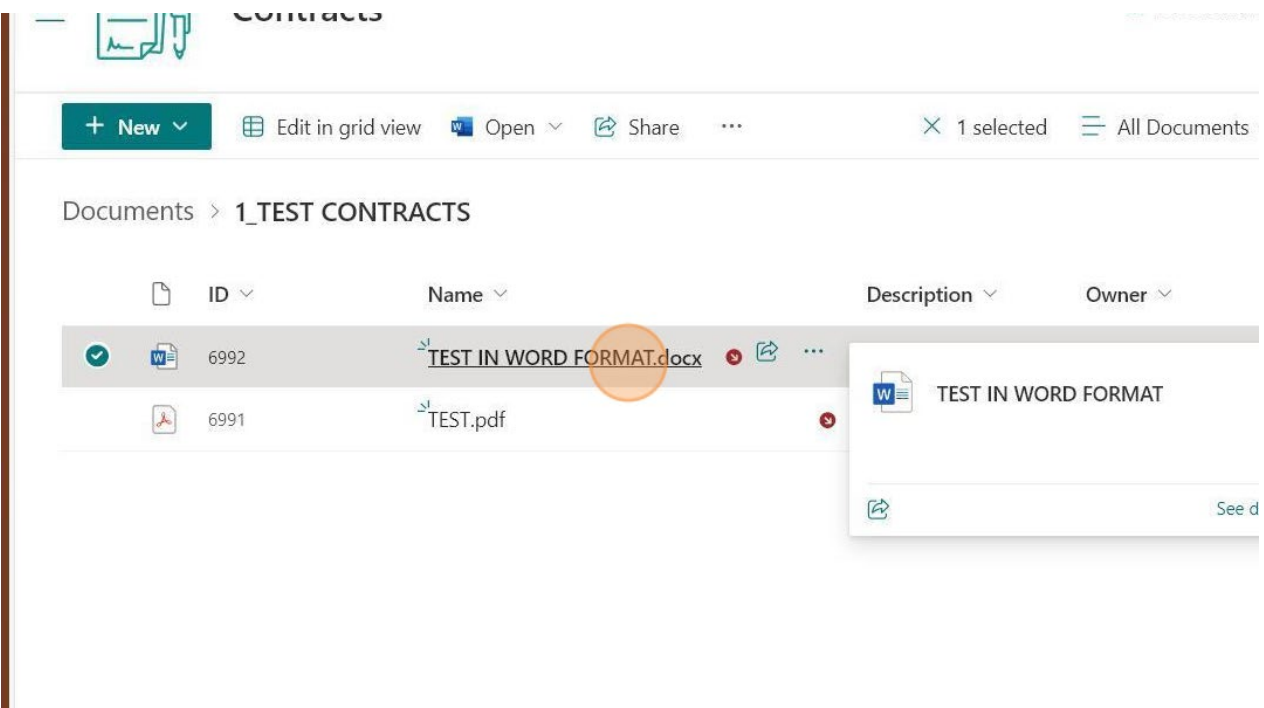 Contracts
+ New
Edit in grid view
Open
Share
...
1 selected
All Documents
Documents > 1_TEST CONTRACTS
ID
Name
Description
Owner
6992
TEST IN WORD FORMAT.docx
...
TEST IN WORD FORMAT
6991
TEST.pdf
See d